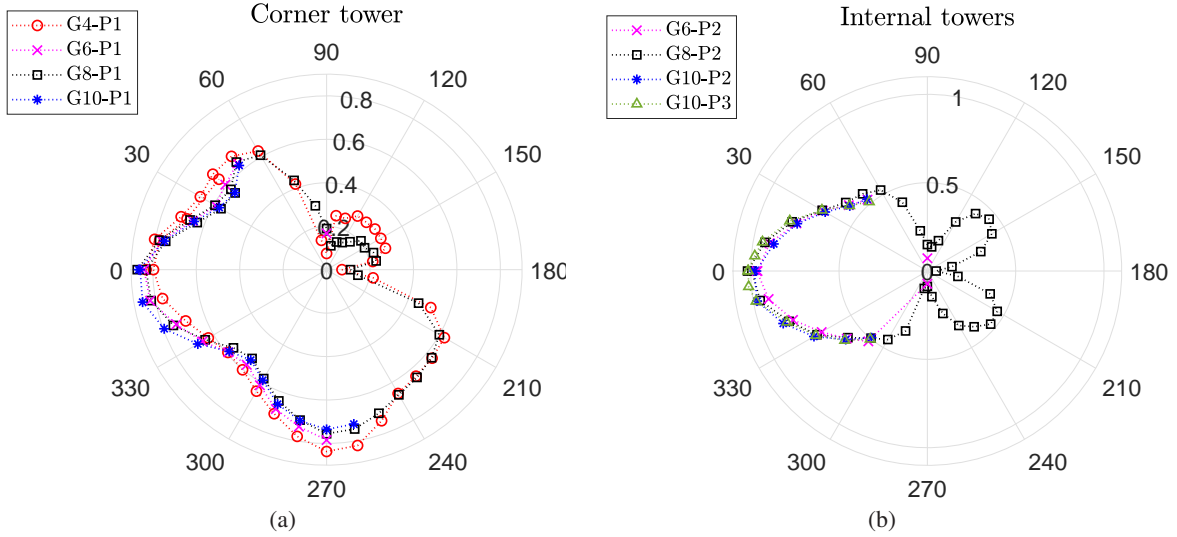 Corner tower
G4-P1
G6-P1
G8-P1
G10-P1
90
60
120
30
150
0
180
330
210
300
240
270
0.8
0.6
0.4
0.2
0
(a)
Internal towers
G6-P2
G8-P2
G10-P2
G10-P3
90
60
120
30
150
0
180
330
210
300
240
270
1
0.5
0
(b)